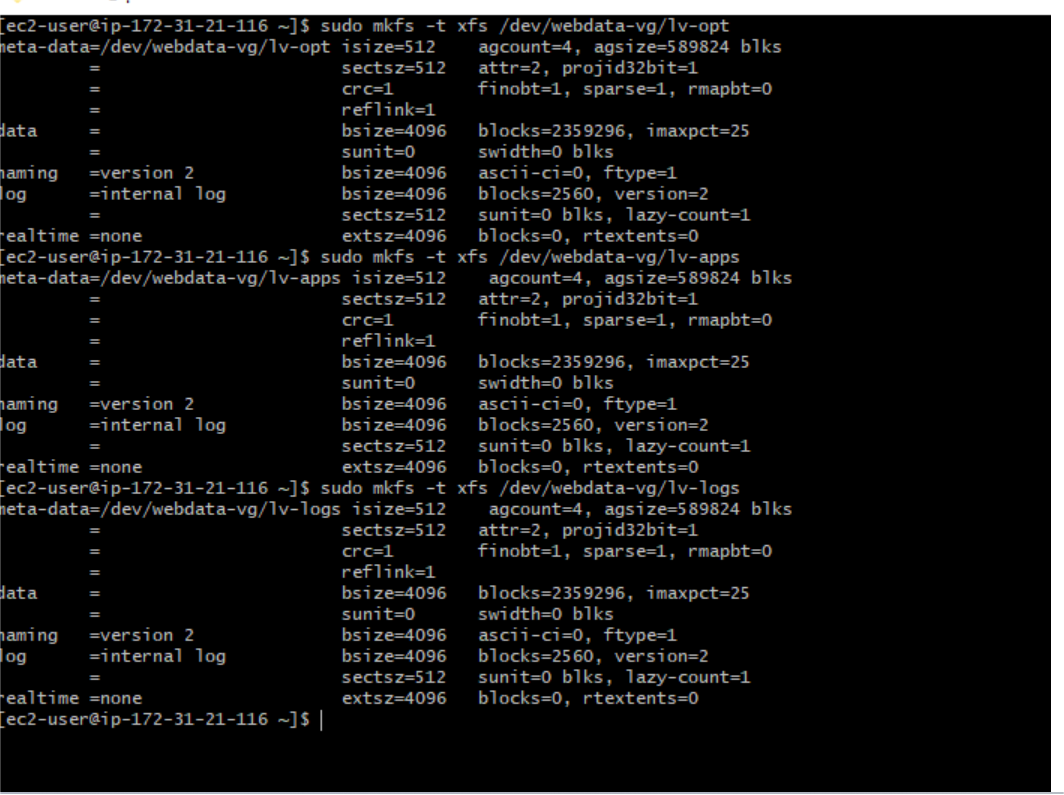 [ec2-user@ip-172-31-21-116 ~]$ sudo mkfs -t xfs /dev/webdata-vg/lv-opt
meta-data=/dev/webdata-vg/lv-opt isize=512    agcount=4, agsize=589824 blks
         =                       sectsz=512   attr=2, projid32bit=1
         =                       crc=1        finobt=1, sparse=1, rmapbt=0
         =                       reflink=1
data     =                       bsize=4096   blocks=2359296, imaxpct=25
         =                       sunit=0      swidth=0 blks
naming   =version 2              bsize=4096   ascii-ci=0, ftype=1
log      =internal log           bsize=4096   blocks=2560, version=2
         =                       sectsz=512   sunit=0 blks, lazy-count=1
realtime =none                   extsz=4096   blocks=0, rtextents=0
[ec2-user@ip-172-31-21-116 ~]$ sudo mkfs -t xfs /dev/webdata-vg/lv-apps
meta-data=/dev/webdata-vg/lv-apps isize=512    agcount=4, agsize=589824 blks
         =                       sectsz=512   attr=2, projid32bit=1
         =                       crc=1        finobt=1, sparse=1, rmapbt=0
         =                       reflink=1
data     =                       bsize=4096   blocks=2359296, imaxpct=25
         =                       sunit=0      swidth=0 blks
naming   =version 2              bsize=4096   ascii-ci=0, ftype=1
log      =internal log           bsize=4096   blocks=2560, version=2
         =                       sectsz=512   sunit=0 blks, lazy-count=1
realtime =none                   extsz=4096   blocks=0, rtextents=0
[ec2-user@ip-172-31-21-116 ~]$ sudo mkfs -t xfs /dev/webdata-vg/lv-logs
meta-data=/dev/webdata-vg/lv-logs isize=512    agcount=4, agsize=589824 blks
         =                       sectsz=512   attr=2, projid32bit=1
         =                       crc=1        finobt=1, sparse=1, rmapbt=0
         =                       reflink=1
data     =                       bsize=4096   blocks=2359296, imaxpct=25
         =                       sunit=0      swidth=0 blks
naming   =version 2              bsize=4096   ascii-ci=0, ftype=1
log      =internal log           bsize=4096   blocks=2560, version=2
         =                       sectsz=512   sunit=0 blks, lazy-count=1
realtime =none                   extsz=4096   blocks=0, rtextents=0
[ec2-user@ip-172-31-21-116 ~]$